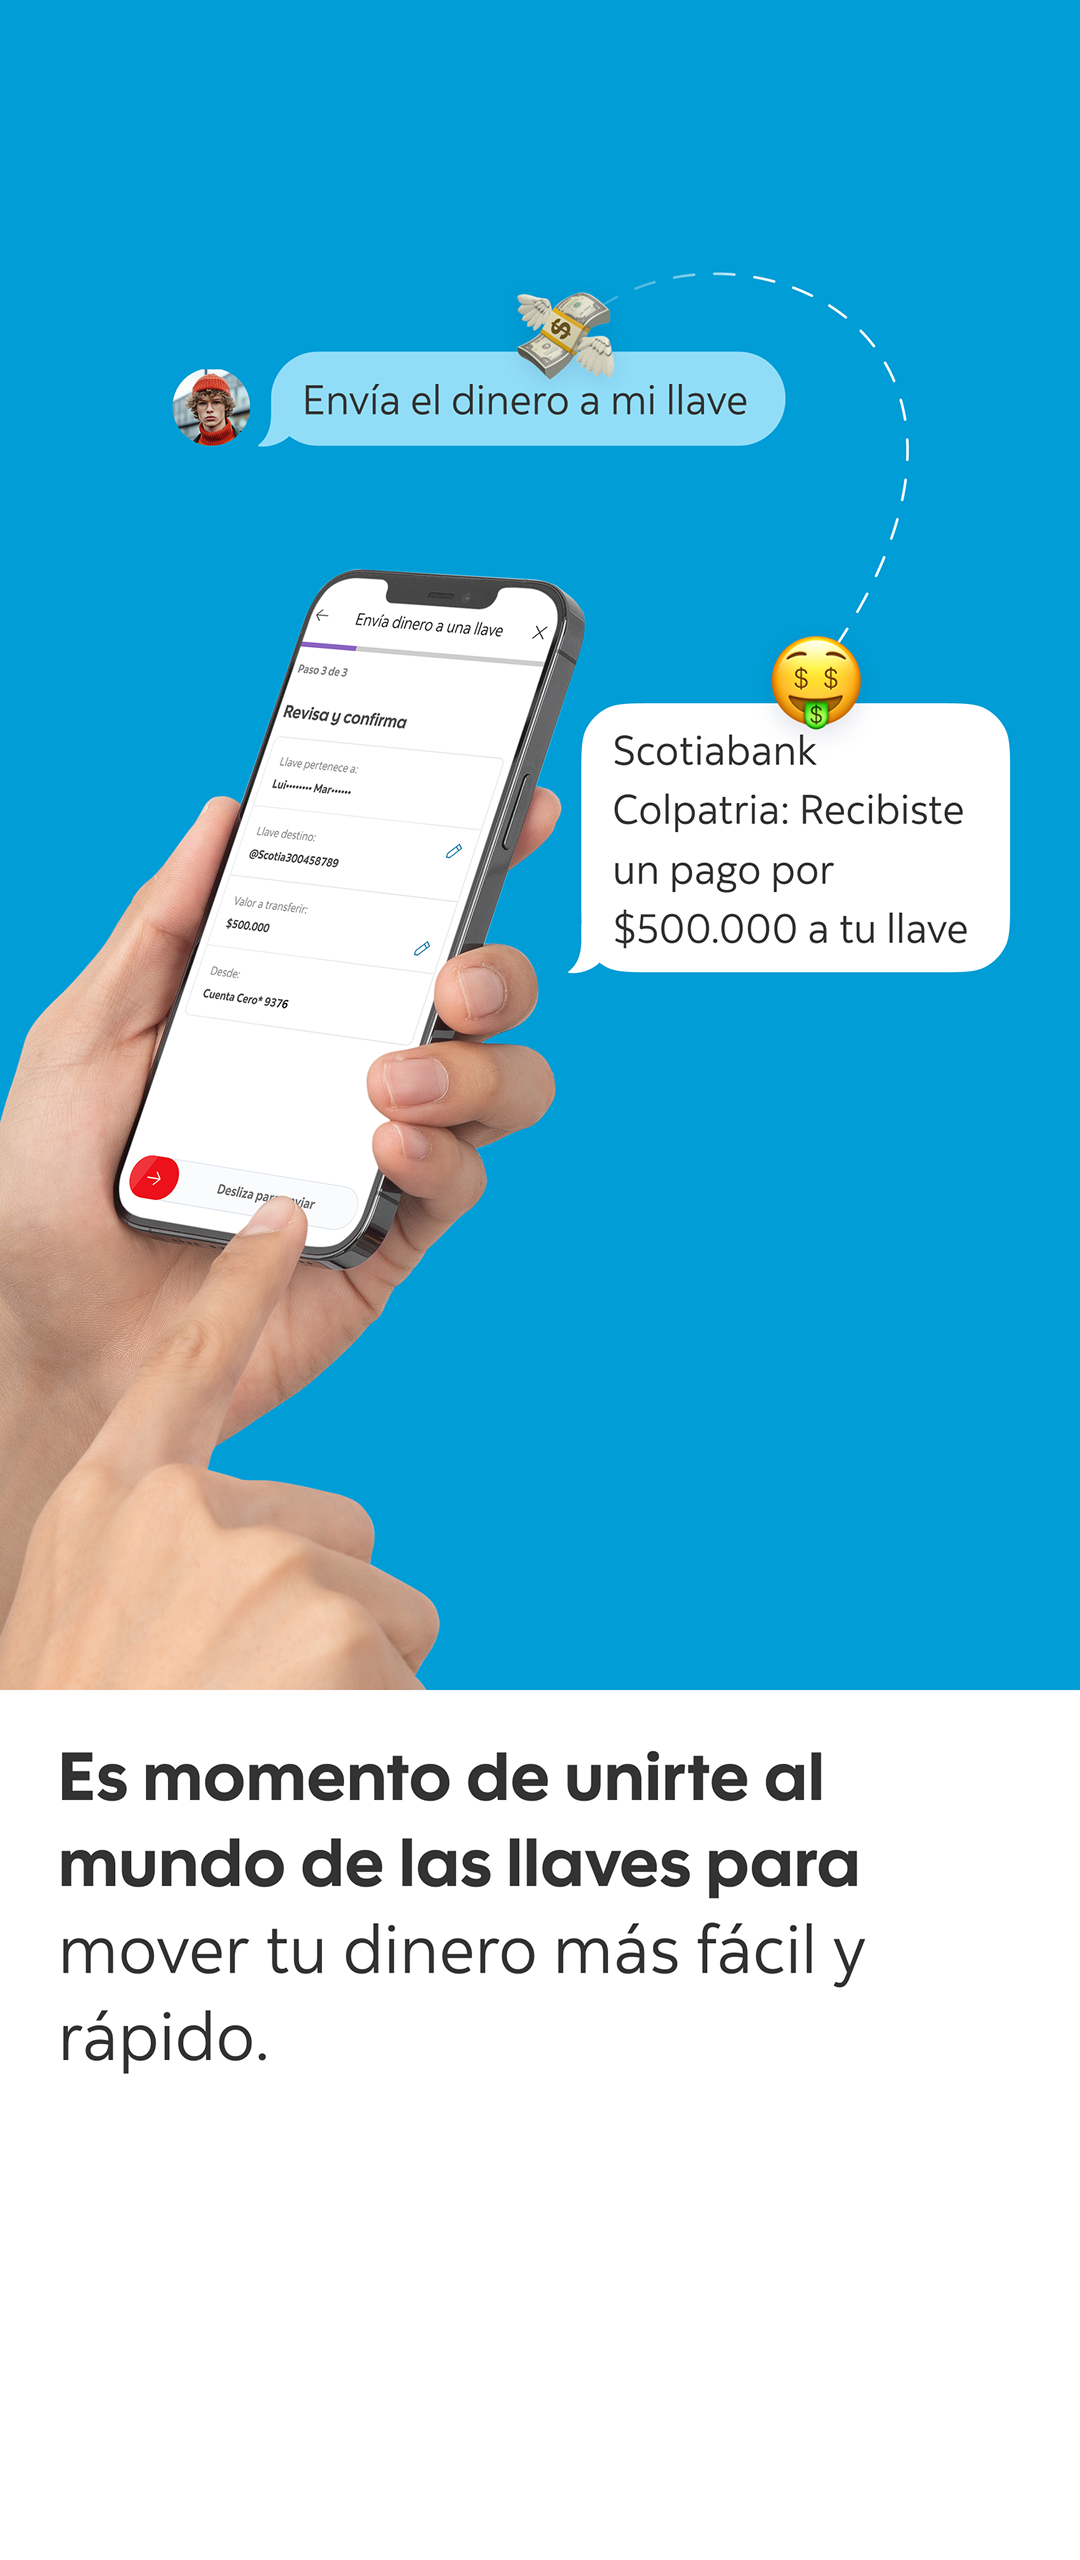 Envía el dinero a mi llave
Envía dinero a una llave
Paso 3 de 3
Revisa y confirma
Llave pertenece a:
Lui•••••••• Mar••••••
Llave destino:
@Scotia300458789
Valor a transferir:
$500.000
Desde:
Cuenta Cero* 9376
Desliza
Scotiabank
Colpatria: Recibiste
un pago por
$500.000 a tu llave
Es momento de unirte al
mundo de las llaves para
mover tu dinero más fácil y
rápido.